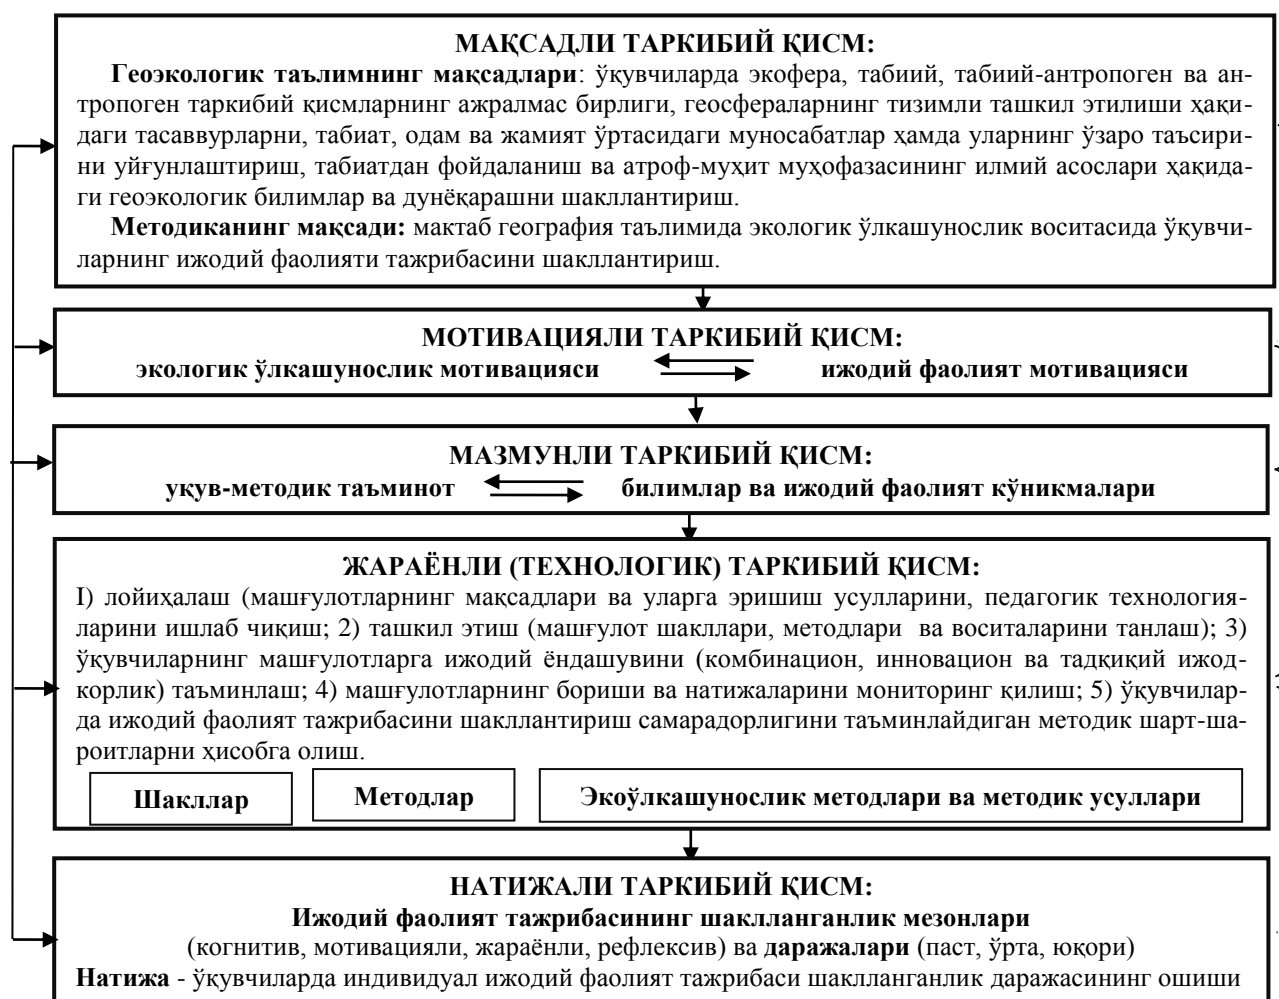 МАҚСАДЛИ ТАРКИБИЙ ҚИСМ:
Геоэкологик таълимнинг мақсадлари: ўқувчиларда экофера, табиий, табиий-антропоген ва ан-
тропоген таркибий қисмларнинг ажралмас бирлиги, геосфераларнинг тизимли ташкил этилиши ҳақи-
даги тасаввурларни, табиат, одам ва жамият ўртасидаги муносабатлар ҳамда уларнинг ўзаро таъсири-
ни уйғунлаштириш, табиатдан фойдаланиш ва атроф-муҳит муҳофазасининг илмий асослари ҳақида-
ги геоэкологик билимлар ва дунёқарашни шакллантириш.
Методиканинг мақсади: мактаб география таълимида экологик ўлкашунослик воситасида ўқувчи-
ларнинг ижодий фаолияти тажрибасини шакллантириш.
МОТИВАЦИЯЛИ ТАРКИБИЙ ҚИСМ:
экологик ўлкашунослик мотивацияси ижодий фаолият мотивацияси
МАЗМУНЛИ ТАРКИБИЙ ҚИСМ:
уқув-методик таъминот билимлар ва ижодий фаолият кўникмалари
ЖАРАЁНЛИ (ТЕХНОЛОГИК) ТАРКИБИЙ ҚИСМ:
I) лойиҳалаш (машғулотларнинг мақсадлари ва уларга эришиш усулларини, педагогик технология-
ларини ишлаб чиқиш; 2) ташкил этиш (машғулот шакллари, методлари ва воситаларини танлаш); 3)
ўқувчиларнинг машғулотларга ижодий ёндашувини (комбинацион, инновацион ва тадқиқий ижод-
корлик) таъминлаш; 4) машғулотларнинг бориши ва натижаларини мониторинг қилиш; 5) ўқувчилар-
да ижодий фаолият тажрибасини шакллантириш самарадорлигини таъминлайдиган методик шарт-ша-
роитларни ҳисобга олиш.
Шакллар Методлар Экоўлкашунослик методлари ва методик усуллари
НАТИЖАЛИ ТАРКИБИЙ ҚИСМ:
Ижодий фаолият тажрибасининг шаклланганлик мезонлари
(когнитив, мотивацияли, жараёнли, рефлексив) ва даражалари (паст, ўрта, юқори)
Натижа - ўқувчиларда индивидуал ижодий фаолият тажрибаси шаклланганлик даражасининг ошиши